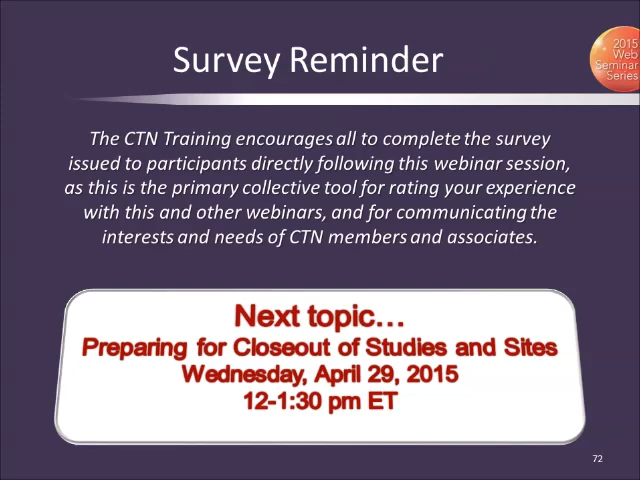 Survey Reminder
2015
Web
Seminar
Series
The CTN Training encourages all to complete the survey
issued to participants directly following this webinar session,
as this is the primary collective tool for rating your experience
with this and other webinars, and for communicating the
interests and needs of CTN members and associates.
Next topic...
Preparing for Closeout of Studies and Sites
Wednesday, April 29, 2015
12-1:30 pm ET
72